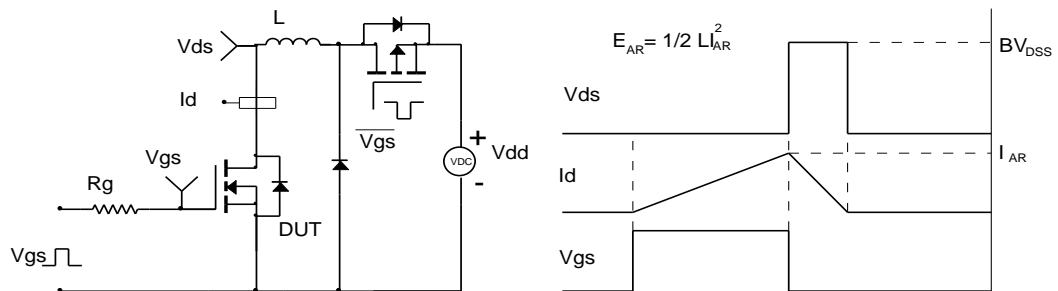 L
Vds
Id
Vgs
Vgs
+
VDC
Vdd
-
Rg
DUT
Vgs
E_AR= 1/2 LI_AR^2
BV_DSS
Vds
I_AR
Id
Vgs